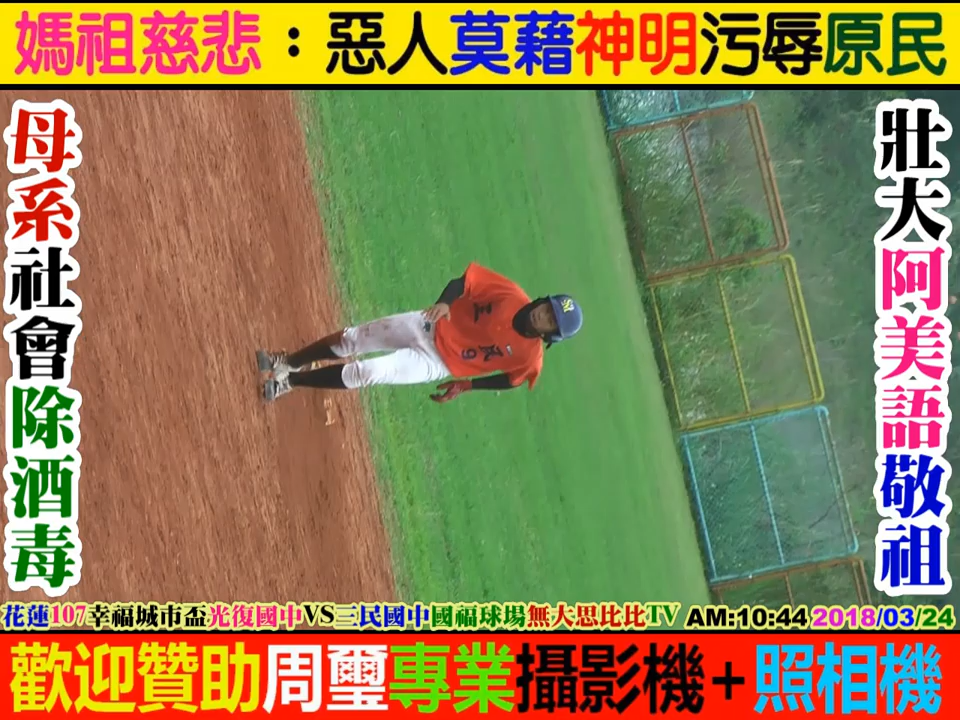 媽祖慈悲：惡人莫藉神明污辱原民
母系社會除酒毒
壯大阿美語敬祖
9
花蓮107幸福城市盃光復國中VS三民國中國福球場無大思比比TV AM:10:44 2018/03/24
歡迎贊助周璽專業攝影機+照相機